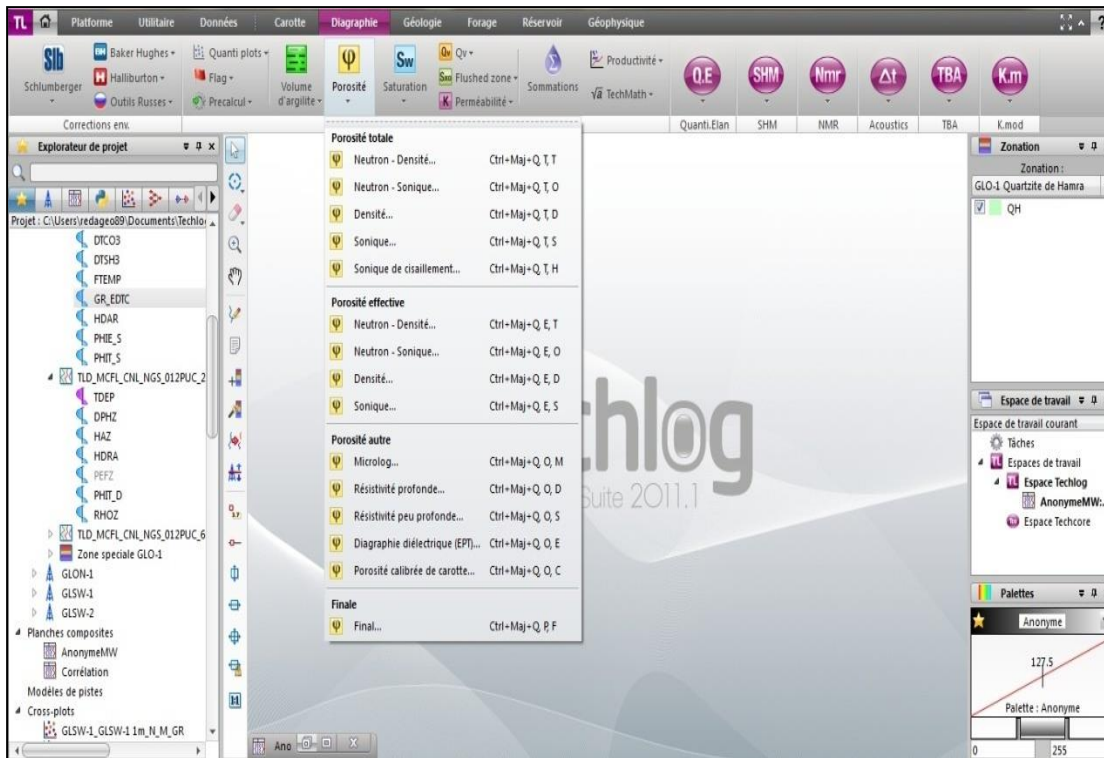 TL Platforme Utilitaire Données Carotte Diagraphie Géologie Forage Réservoir Géophysique ?
Slb
Schlumberger
BH Baker Hughes
H Halliburton
Outils Russes
Corrections env.
Quanti plots
Flag
Precalcul
Volume
d'argilite
φ
Porosité
Sw
Saturation
Qv Qv
Sxo Flushed zone
K Perméabilité
Sommations
Productivité
√a TechMath
Q.E
Quanti.Elan
SHM
SHM
Nmr
NMR
Δt
Acoustics
TBA
TBA
K.m
K.mod
Explorateur de projet
Projet : C:\Users\redageo89\Documents\Techlo
DTCO3
DTSH3
FTEMP
GR_EDTC
HDAR
PHIE_S
PHIT_S
TLD_MCFL_CNL_NGS_012PUC_2
TDEP
DPHZ
HAZ
HDRA
PEFZ
PHIT_D
RHOZ
TLD_MCFL_CNL_NGS_012PUC_6
Zone speciale GLO-1
GLON-1
GLSW-1
GLSW-2
Planches composites
AnonymeMW
Corrélation
Modèles de pistes
Cross-plots
GLSW-1_GLSW-1 1m_N_M_GR
Porosité totale
φ Neutron - Densité... Ctrl+Maj+Q, T, T
φ Neutron - Sonique... Ctrl+Maj+Q, T, O
φ Densité... Ctrl+Maj+Q, T, D
φ Sonique... Ctrl+Maj+Q, T, S
φ Sonique de cisaillement... Ctrl+Maj+Q, T, H
Porosité effective
φ Neutron - Densité... Ctrl+Maj+Q, E, T
φ Neutron - Sonique... Ctrl+Maj+Q, E, O
φ Densité... Ctrl+Maj+Q, E, D
φ Sonique... Ctrl+Maj+Q, E, S
Porosité autre
φ Microlog... Ctrl+Maj+Q, O, M
φ Résistivité profonde... Ctrl+Maj+Q, O, D
φ Résistivité peu profonde... Ctrl+Maj+Q, O, S
φ Diagraphie diélectrique (EPT)... Ctrl+Maj+Q, O, E
φ Porosité calibrée de carotte... Ctrl+Maj+Q, O, C
Finale
φ Final... Ctrl+Maj+Q, P, F
chlog
Suite 2011.1
Ano
Zonation
Zonation :
GLO-1 Quartzite de Hamra
QH
Espace de travail
Espace de travail courant
Tâches
TL Espaces de travail
TL Espace Techlog
AnonymeMW:.
Espace Techcore
Palettes
Anonyme
127.5
Palette : Anonyme
0 255